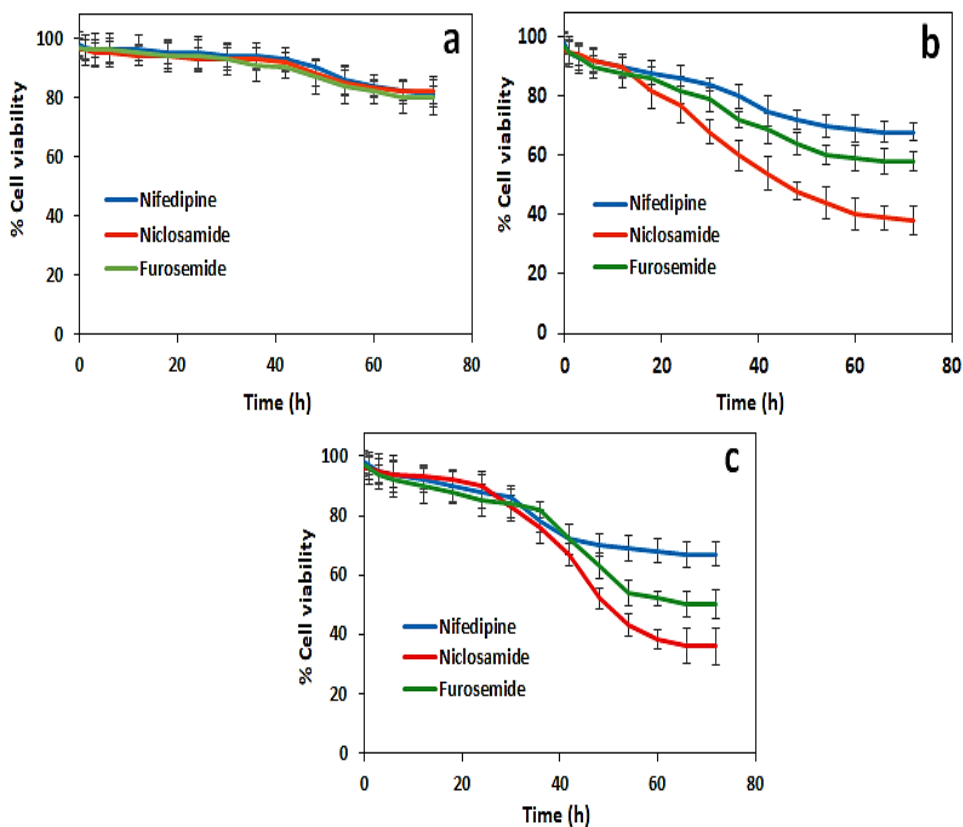 a
100
80
60
40
20
0
% Cell viability
Nifedipine
Niclosamide
Furosemide
0 20 40 60 80
Time (h)
b
100
80
60
40
20
0
% Cell viability
Nifedipine
Niclosamide
Furosemide
0 20 40 60 80
Time (h)
c
100
80
60
40
20
0
% Cell viability
Nifedipine
Niclosamide
Furosemide
0 20 40 60 80
Time (h)